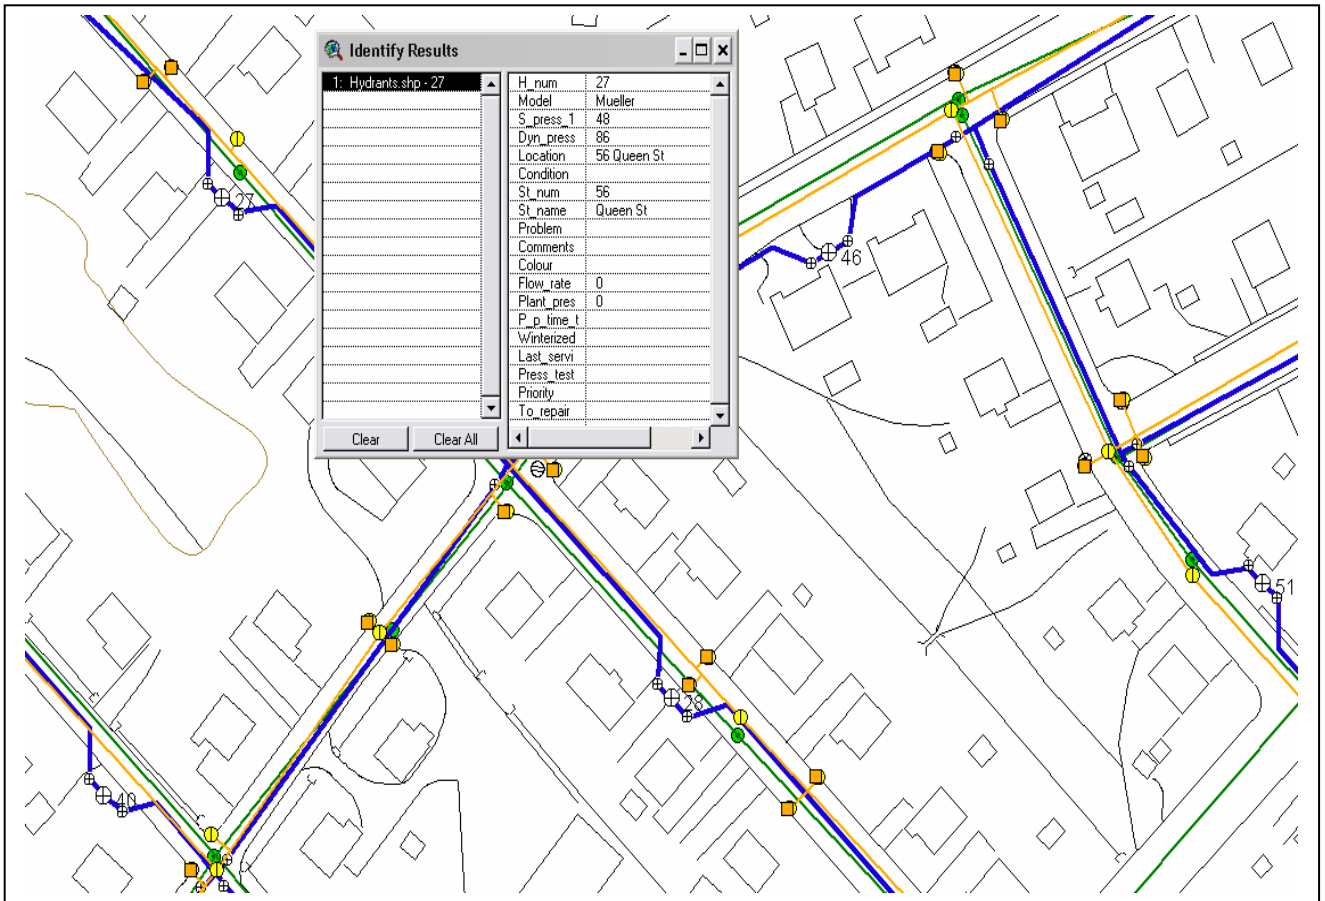 Identify Results
1: Hydrants.shp - 27
H_num 27
Model Mueller
S_press_1 48
Dyn_press 86
Location 56 Queen St
Condition
St_num 56
St_name Queen St
Problem
Comments
Colour
Flow_rate 0
Plant_pres 0
P_p_time_t
Winterized
Last_servi
Press_test
Priority
To_repair
Clear Clear All
27
46
51
28
40